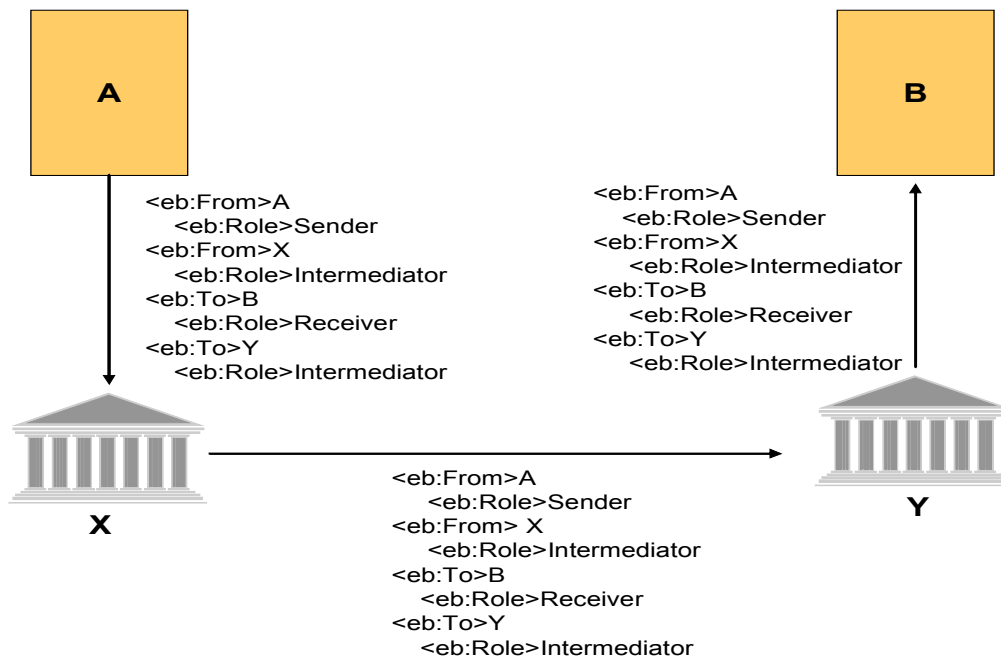 A
B
<eb:From>A
<eb:Role>Sender
<eb:From>X
<eb:Role>Intermediator
<eb:To>B
<eb:Role>Receiver
<eb:To>Y
<eb:Role>Intermediator
<eb:From>A
<eb:Role>Sender
<eb:From>X
<eb:Role>Intermediator
<eb:To>B
<eb:Role>Receiver
<eb:To>Y
<eb:Role>Intermediator
X
Y
<eb:From>A
<eb:Role>Sender
<eb:From> X
<eb:Role>Intermediator
<eb:To>B
<eb:Role>Receiver
<eb:To>Y
<eb:Role>Intermediator